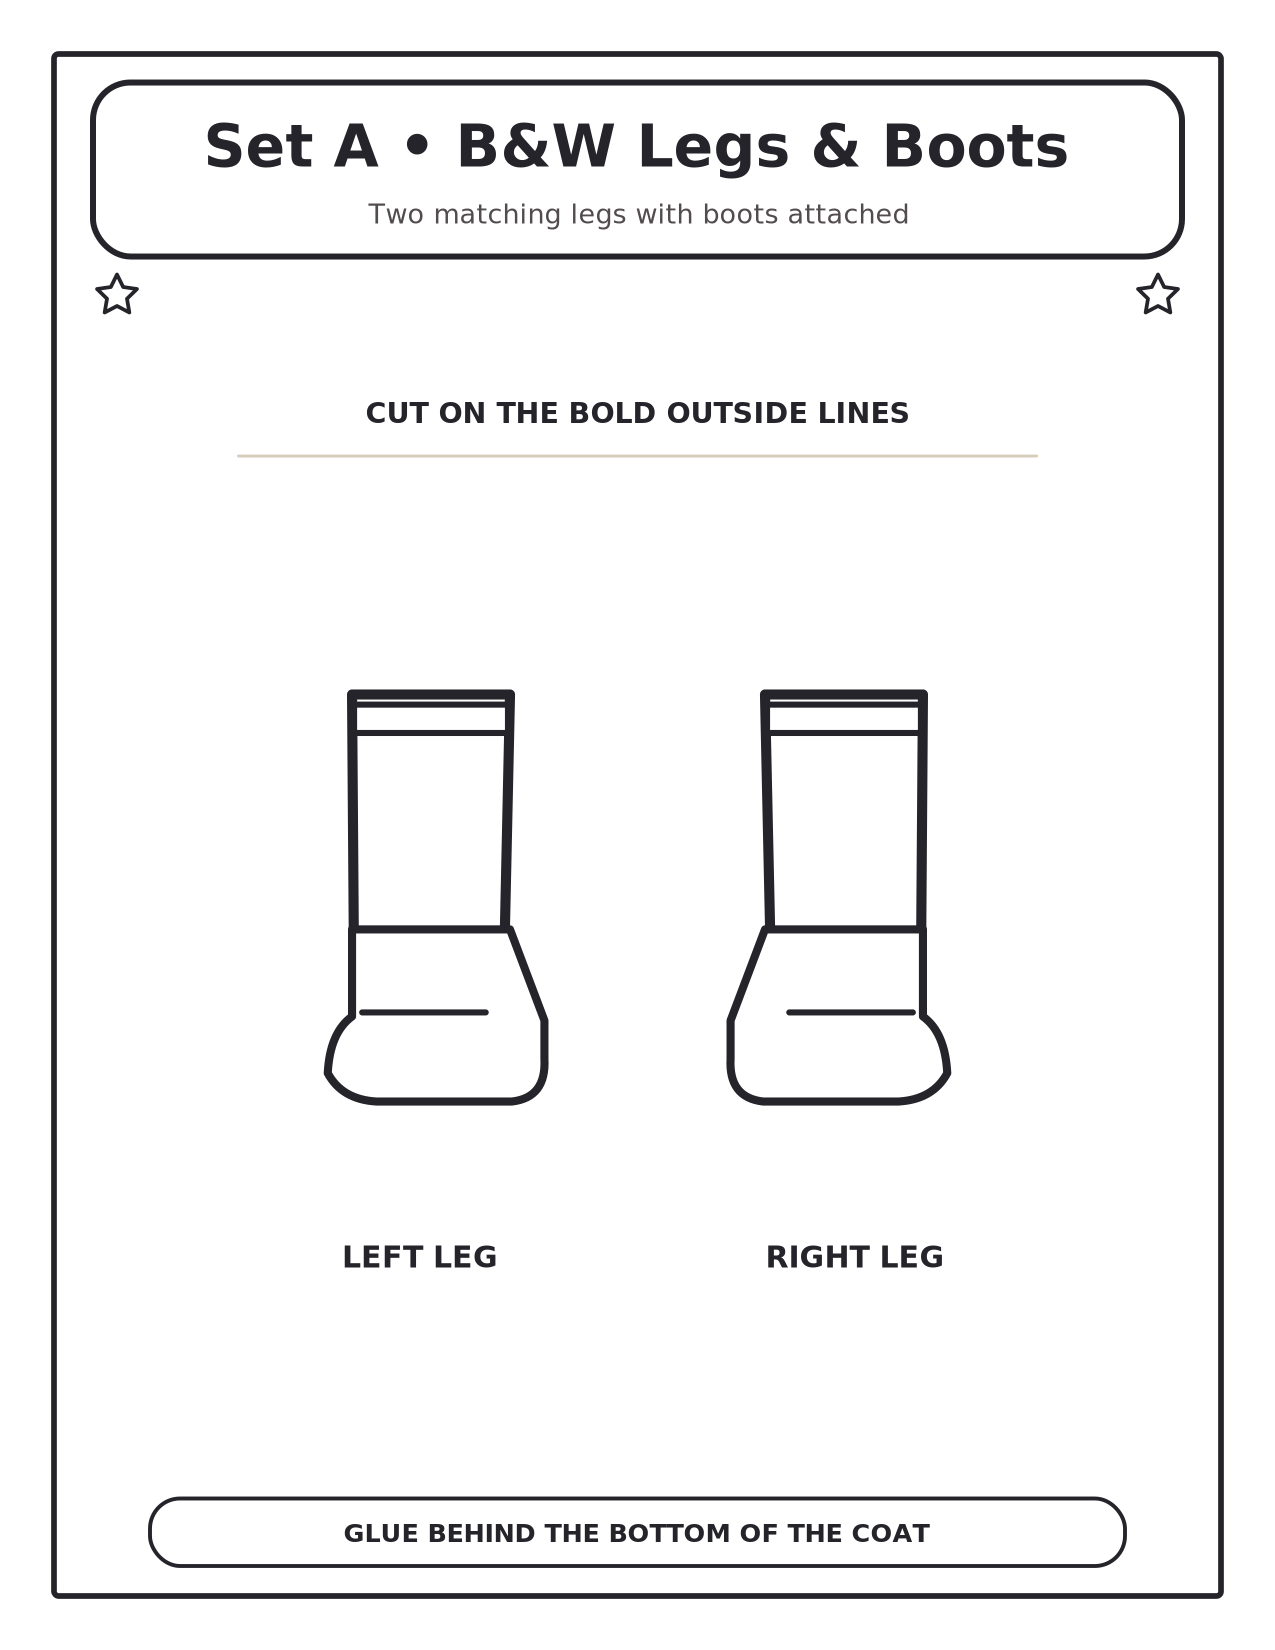 Set A • B&W Legs & Boots
Two matching legs with boots attached
CUT ON THE BOLD OUTSIDE LINES
LEFT LEG
RIGHT LEG
GLUE BEHIND THE BOTTOM OF THE COAT